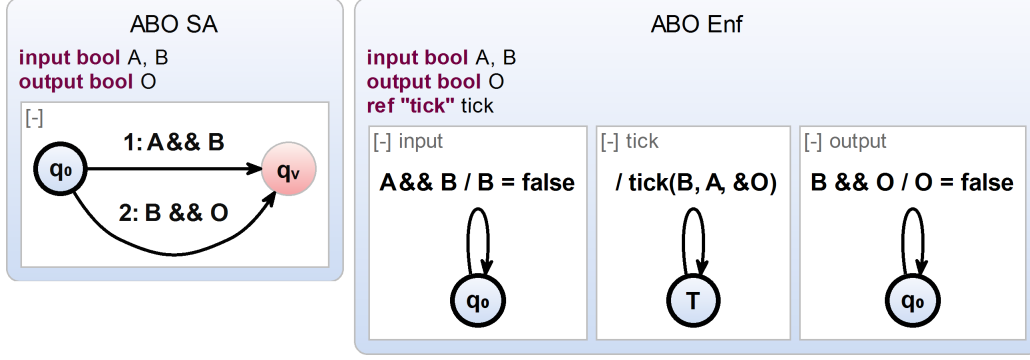 ABO SA
input bool A, B
output bool O
[-]
1: A && B
q₀
qᵥ
2: B && O
ABO Enf
input bool A, B
output bool O
ref "tick" tick
[-] input
A && B / B = false
q₀
[-] tick
/ tick(B, A, &O)
T
[-] output
B && O / O = false
q₀